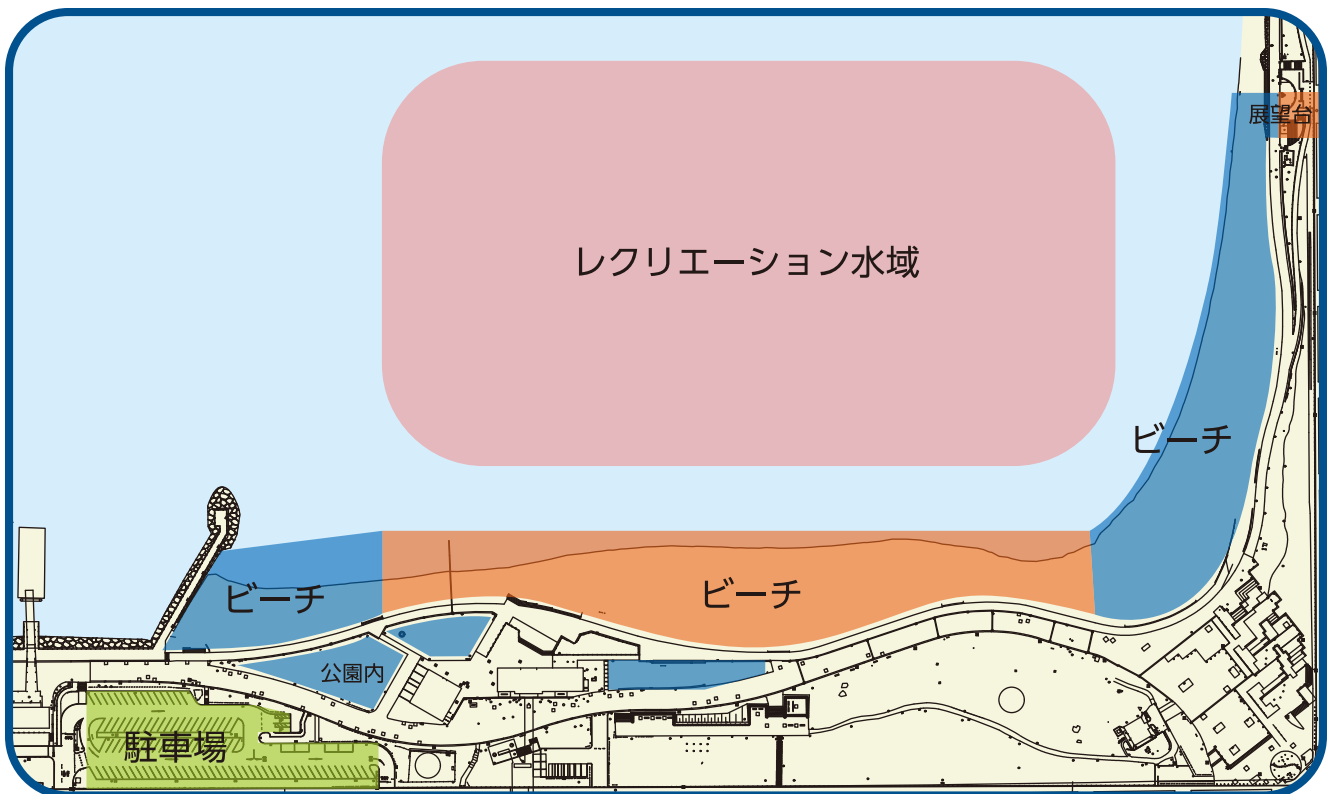 展望台
レクリエーション水域
ビーチ
ビーチ
ビーチ
公園内
駐車場